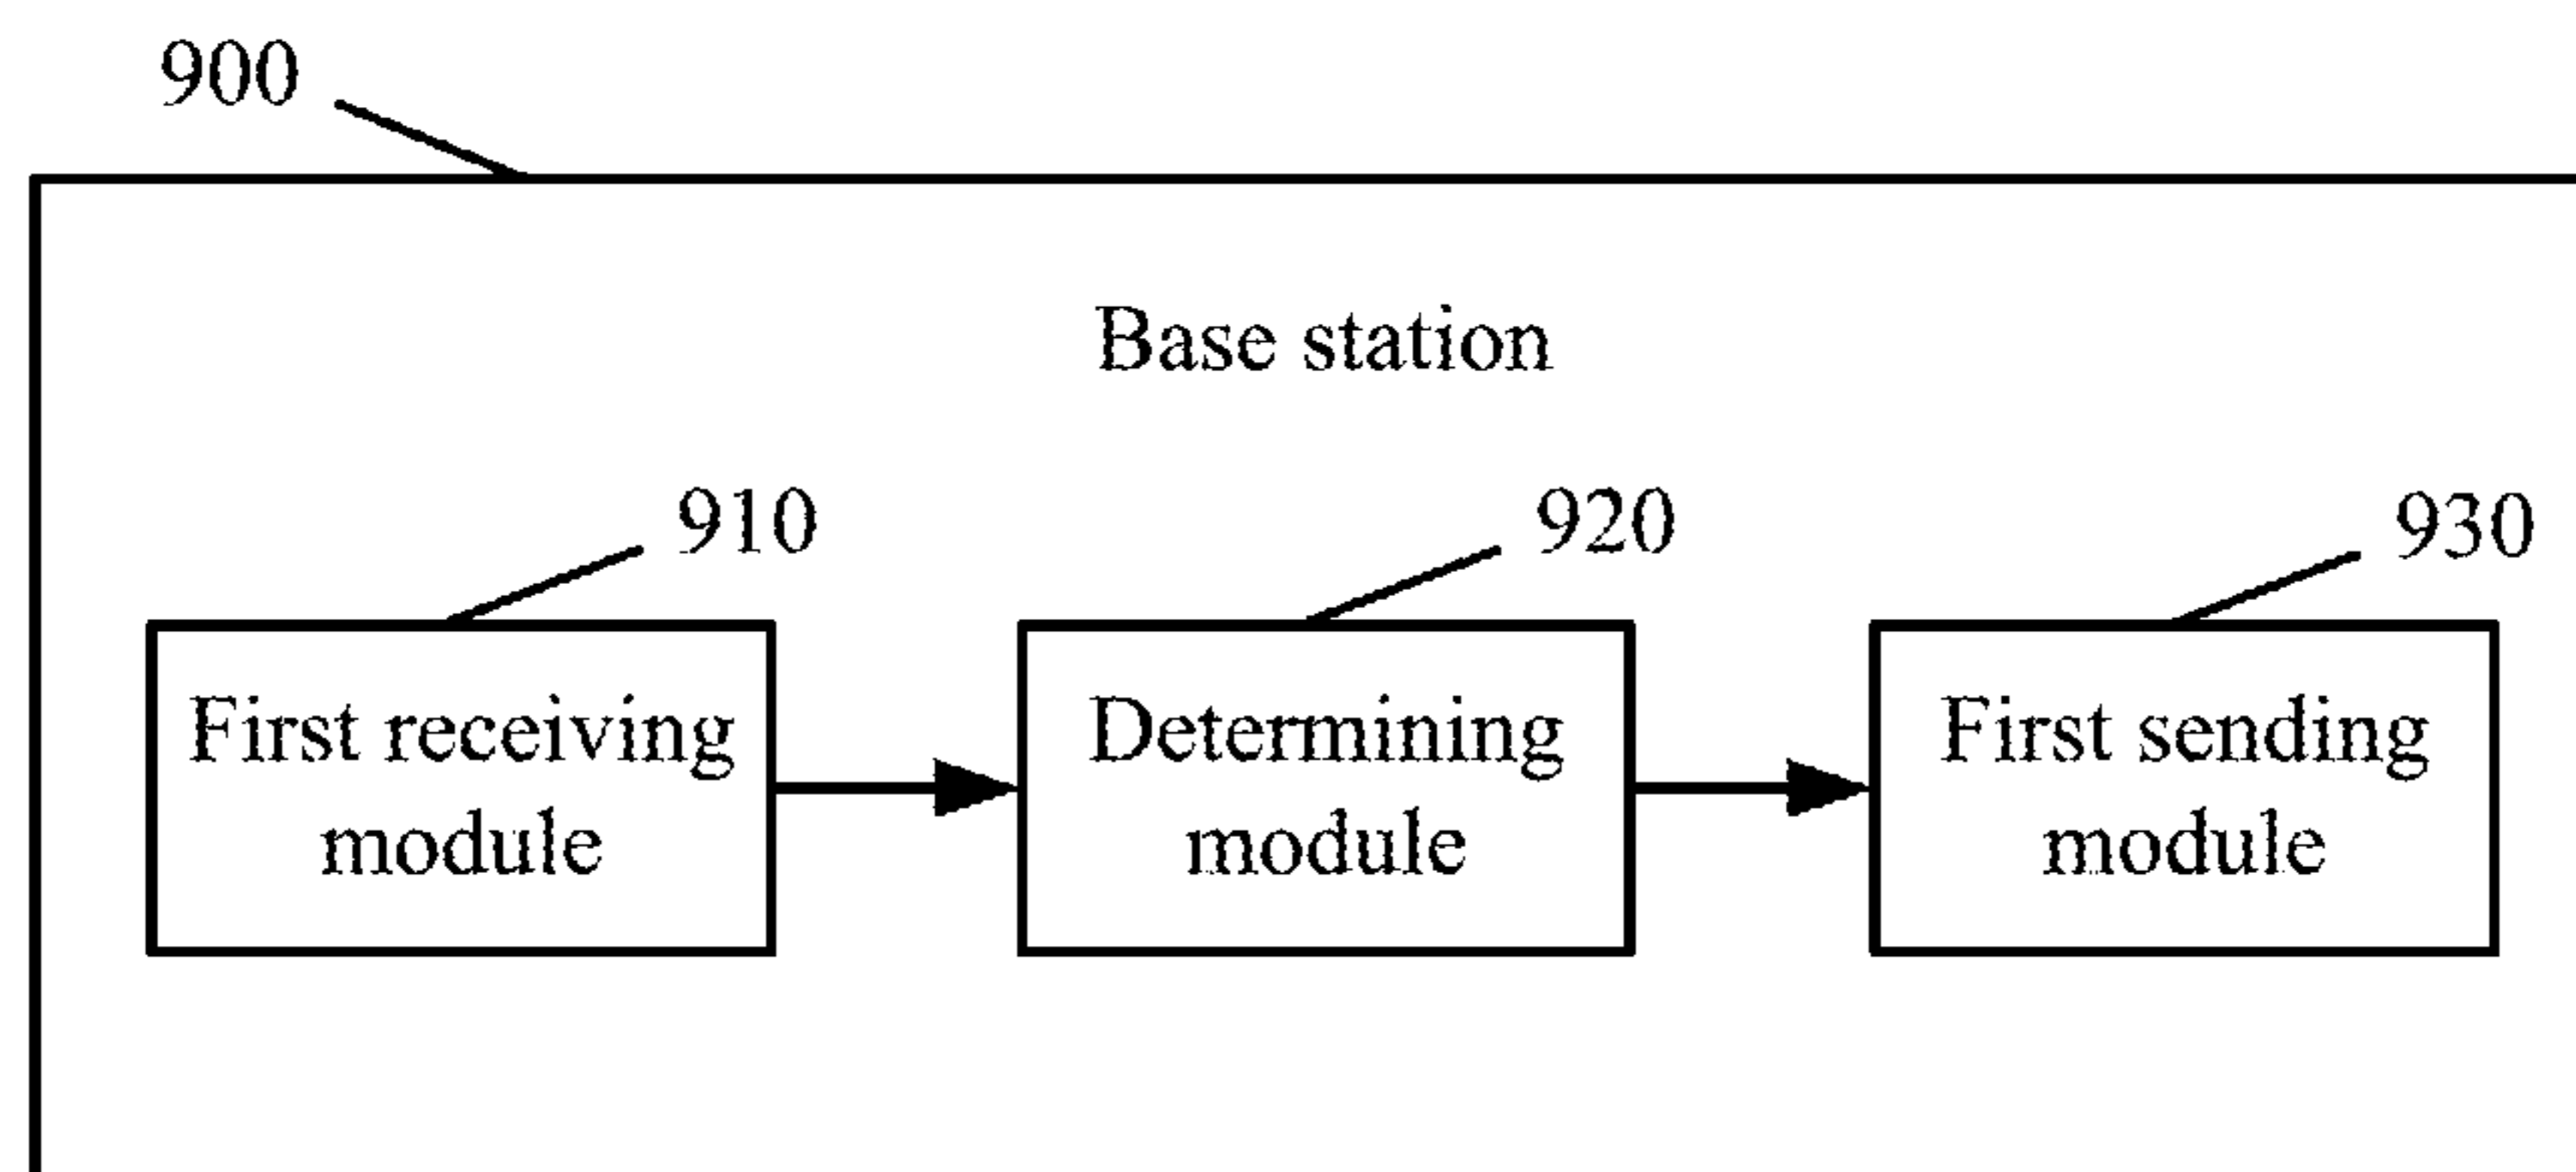 900
Base station
910
920
930
First receiving
module
Determining
module
First sending
module